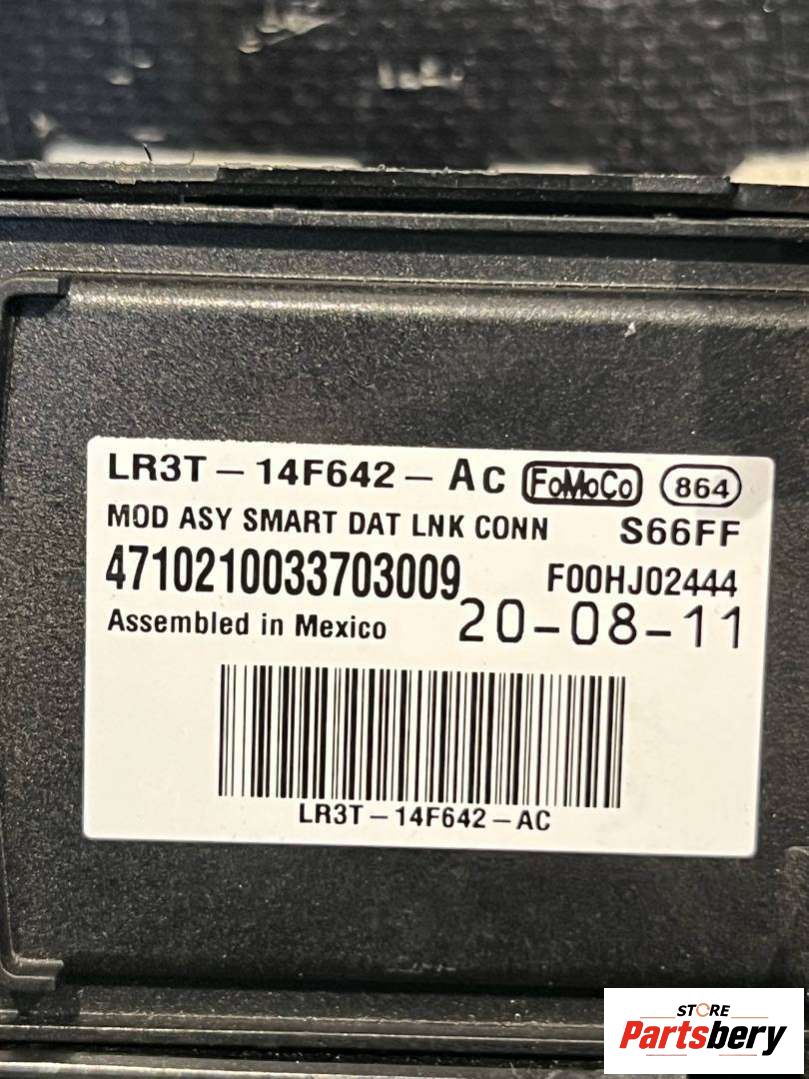 LR3T-14F642-AC FoMoCo 864
MOD ASY SMART DAT LNK CONN S66FF
4710210033703009 F00HJ02444
Assembled in Mexico 20-08-11
LR3T-14F642-AC
STORE
Partsbery